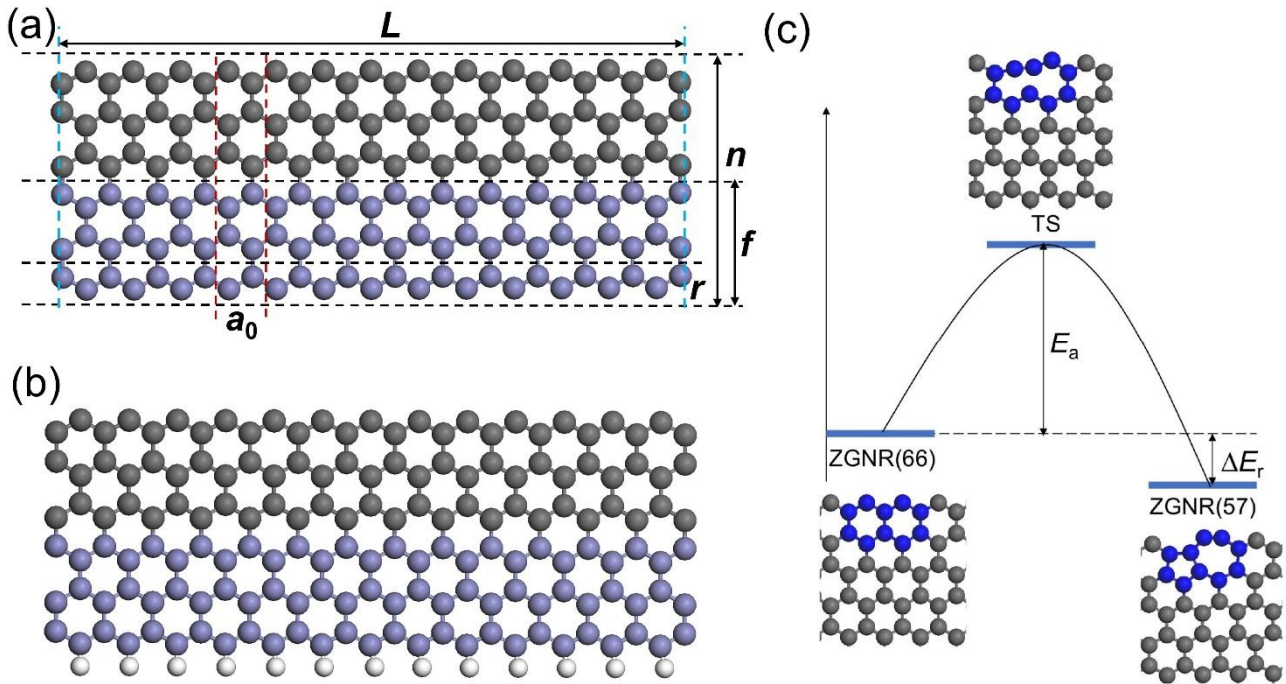 (a)
L
n
f
r
a₀
(b)
(c)
TS
Eₐ
ZGNR(66)
ΔEᵣ
ZGNR(57)